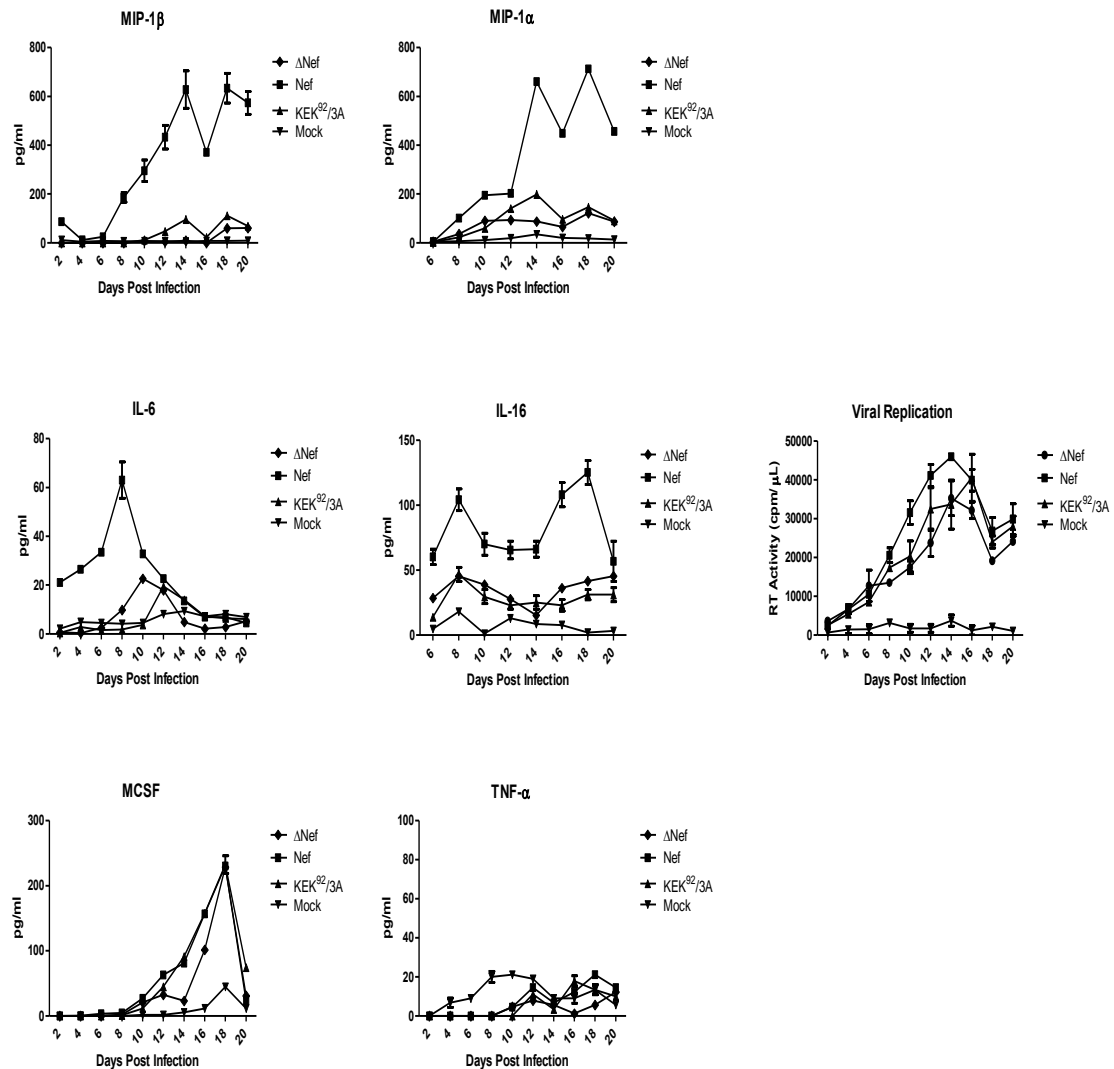 MIP-1β
800
600
400
200
0
pg/ml
2 4 6 8 10 12 14 16 18 20
Days Post Infection
ΔNef
Nef
KEK⁹²/3A
Mock
MIP-1α
800
600
400
200
0
pg/ml
6 8 10 12 14 16 18 20
Days Post Infection
ΔNef
Nef
KEK⁹²/3A
Mock
IL-6
80
60
40
20
0
pg/ml
2 4 6 8 10 12 14 16 18 20
Days Post Infection
ΔNef
Nef
KEK⁹²/3A
Mock
IL-16
150
100
50
0
pg/ml
6 8 10 12 14 16 18 20
Days Post Infection
ΔNef
Nef
KEK⁹²/3A
Mock
Viral Replication
50000
40000
30000
20000
10000
0
RT Activity (cpm/ μL)
2 4 6 8 10 12 14 16 18 20
Days Post Infection
ΔNef
Nef
KEK⁹²/3A
Mock
MCSF
300
200
100
0
pg/ml
2 4 6 8 10 12 14 16 18 20
Days Post Infection
ΔNef
Nef
KEK⁹²/3A
Mock
TNF-α
100
80
60
40
20
0
pg/ml
2 4 6 8 10 12 14 16 18 20
Days Post Infection
ΔNef
Nef
KEK⁹²/3A
Mock